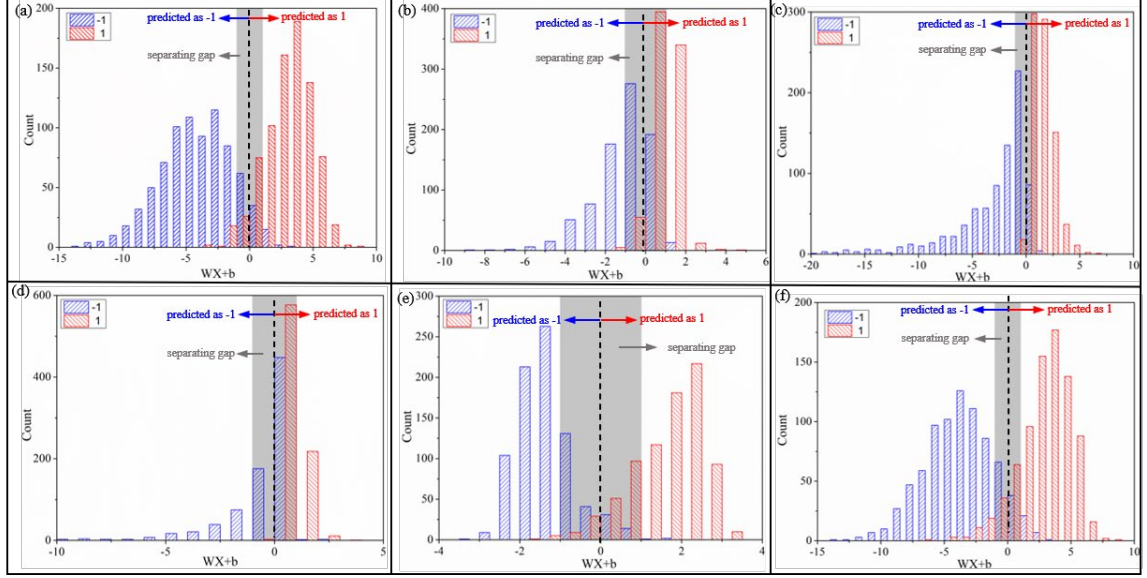 (a)
200
150
100
50
0
Count
-1
1
predicted as -1
predicted as 1
separating gap
-15 -10 -5 0 5 10
WX+b
(b)
400
300
200
100
0
Count
-1
1
predicted as -1
predicted as 1
separating gap
-10 -8 -6 -4 -2 0 2 4 6
WX+b
(c)
300
200
100
0
Count
-1
1
predicted as -1
predicted as 1
separating gap
-20 -15 -10 -5 0 5 10
WX+b
(d)
600
400
200
0
Count
-1
1
predicted as -1
predicted as 1
separating gap
-10 -5 0 5
WX+b
(e)
300
250
200
150
100
50
0
Count
-1
1
predicted as -1
predicted as 1
separating gap
-4 -2 0 2 4
WX+b
(f)
200
150
100
50
0
Count
-1
1
predicted as -1
predicted as 1
separating gap
-15 -10 -5 0 5 10
WX+b